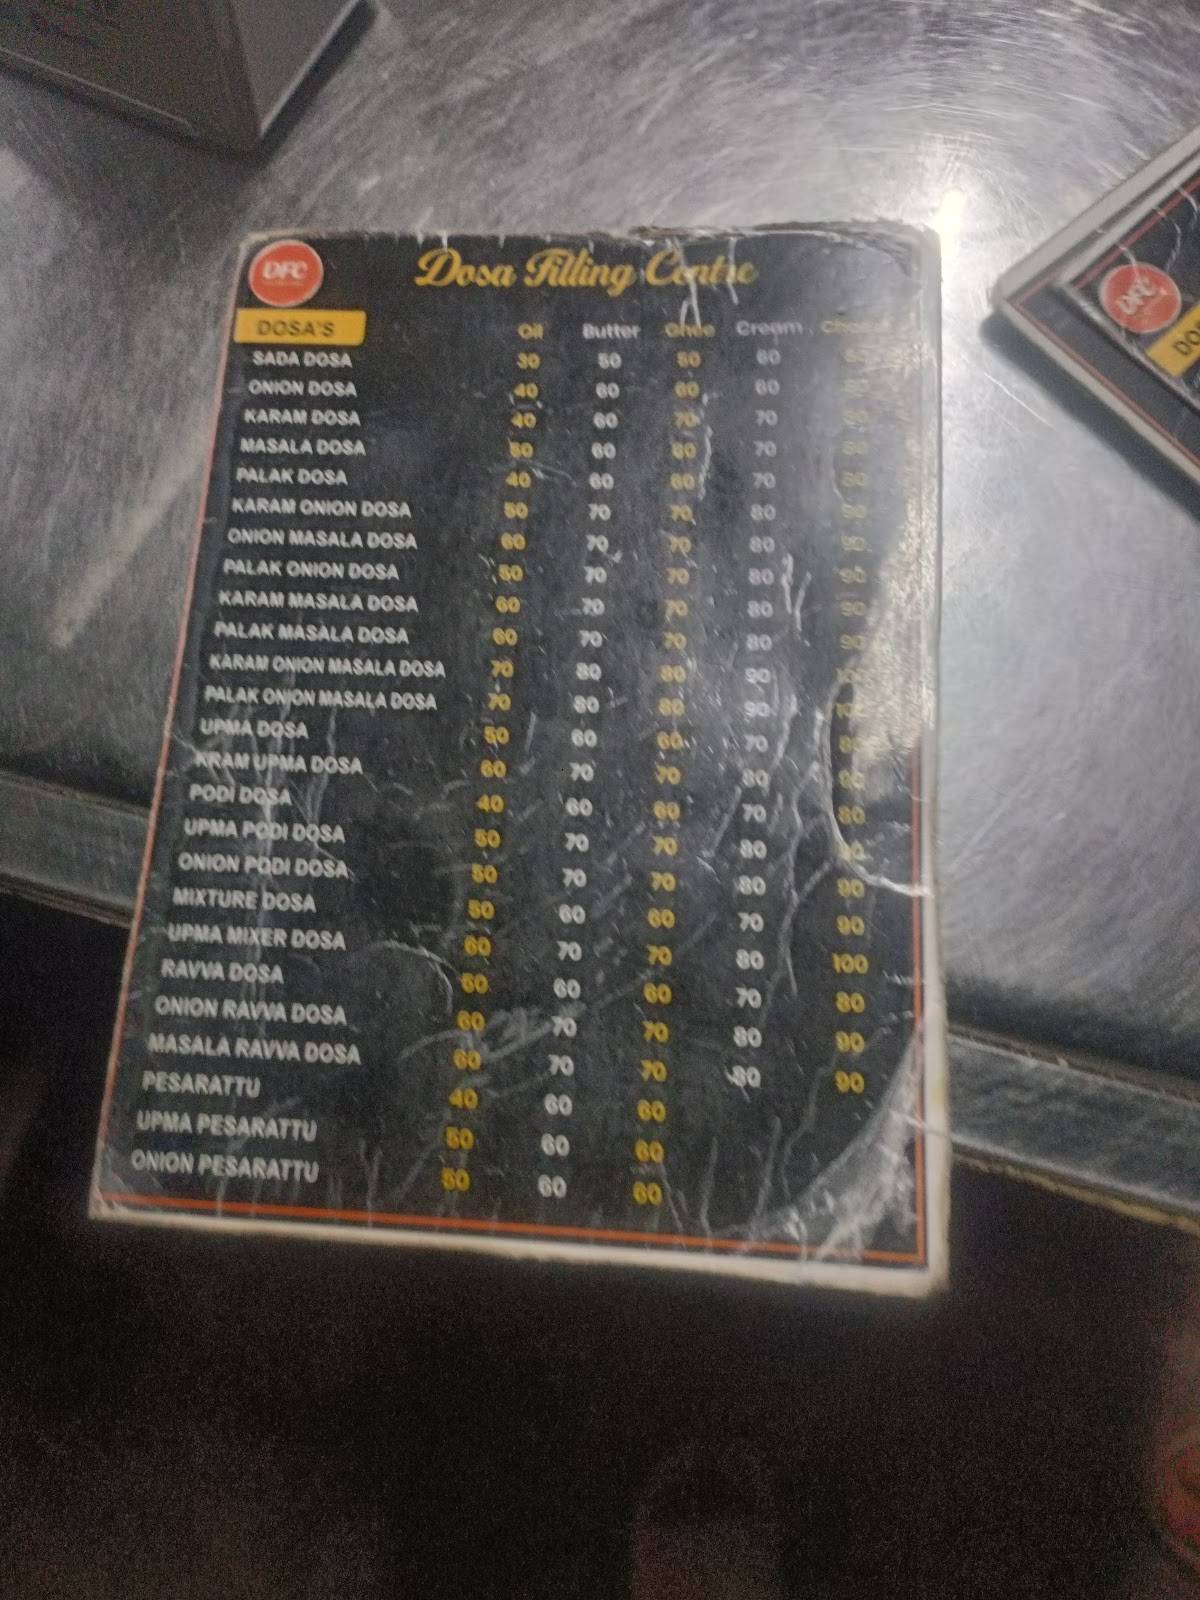 DFC
Dosa Filling Centre
DOSA'S Oil Butter Ghee Cream
SADA DOSA 30 50 50 60
ONION DOSA 40 60 60 60
KARAM DOSA 40 60 70 70
MASALA DOSA 50 60 60 70
PALAK DOSA 40 60 60 70 80
KARAM ONION DOSA 50 70 70 80 90
ONION MASALA DOSA 60 70 70 80
PALAK ONION DOSA 50 70 70 80 90
KARAM MASALA DOSA 60 70 70 80 90
PALAK MASALA DOSA 60 70 70 80 90
KARAM ONION MASALA DOSA 70 80 80 90
PALAK ONION MASALA DOSA 70 80 80 90
UPMA DOSA 50 60 60 70
KRAM UPMA DOSA 60 70 70 80 90
PODI DOSA 40 60 60 70 80
UPMA PODI DOSA 50 70 70 80
ONION PODI DOSA 50 70 70 80 90
MIXTURE DOSA 50 60 60 70 90
UPMA MIXER DOSA 60 70 70 80 100
RAVVA DOSA 50 60 60 70 80
ONION RAVVA DOSA 60 70 70 80 90
MASALA RAVVA DOSA 60 70 70 80 90
PESARATTU 40 60 60
UPMA PESARATTU 50 60 60
ONION PESARATTU 50 60 60
DFC
DO